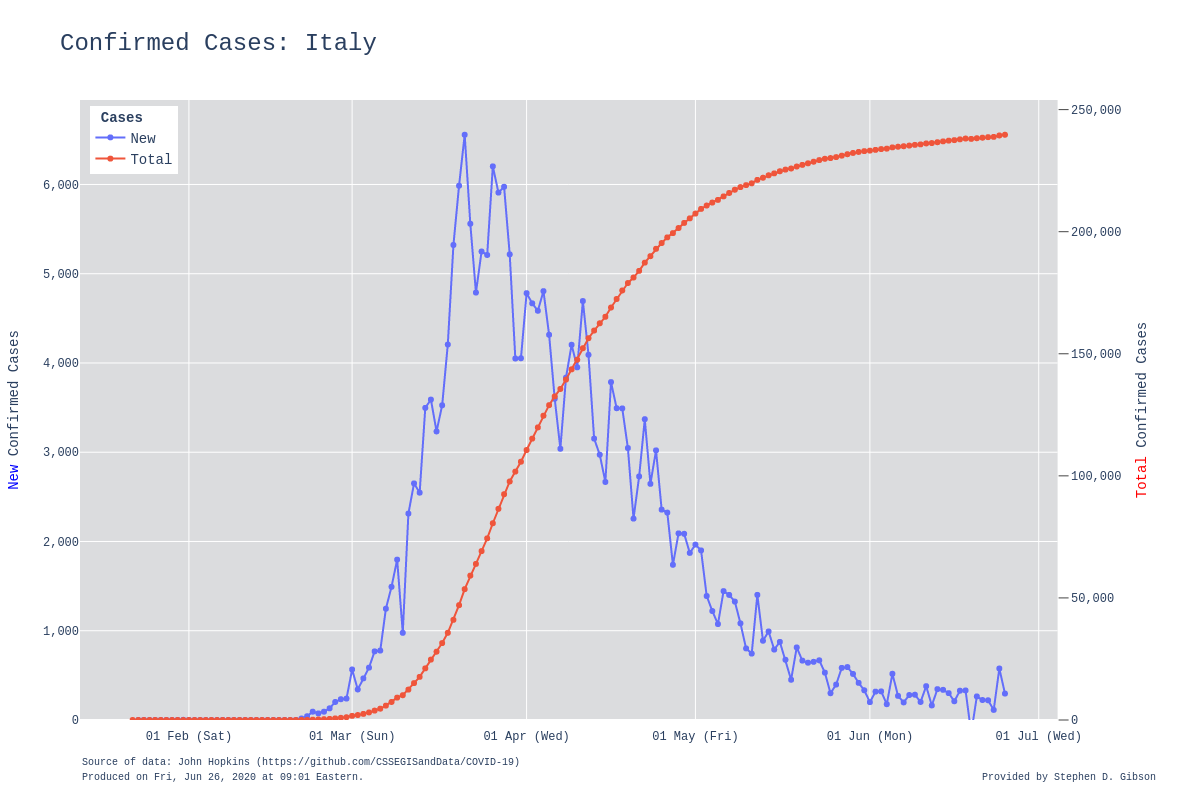 Confirmed Cases: Italy
Cases
New
Total
250,000
6,000
200,000
5,000
150,000
4,000
3,000
100,000
2,000
50,000
1,000
0
0
New Confirmed Cases
Total Confirmed Cases
01 Feb (Sat)
01 Mar (Sun)
01 Apr (Wed)
01 May (Fri)
01 Jun (Mon)
01 Jul (Wed)
Source of data: John Hopkins (https://github.com/CSSEGISandData/COVID-19)
Produced on Fri, Jun 26, 2020 at 09:01 Eastern.
Provided by Stephen D. Gibson